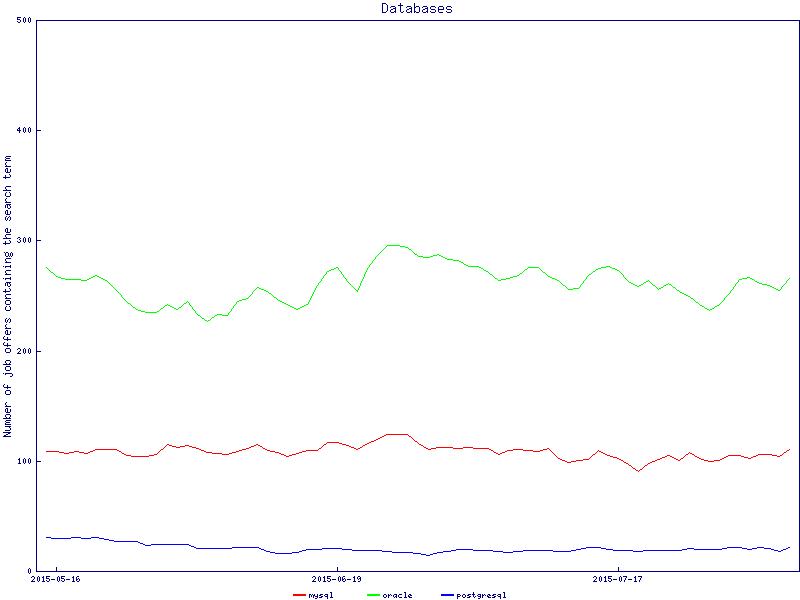 Databases
Number of job offers containing the search term
500
400
300
200
100
0
2015-05-16 2015-06-19 2015-07-17
mysql oracle postgresql